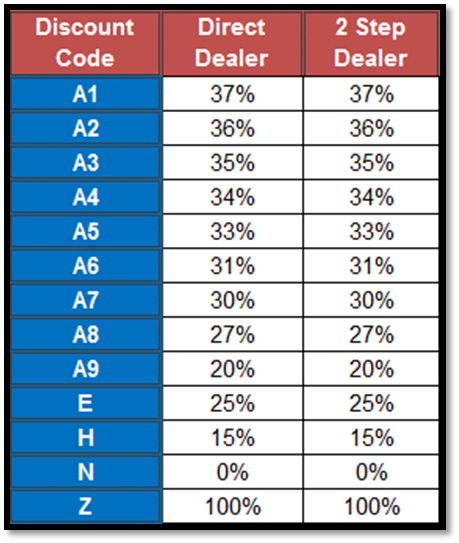 Discount Code Direct Dealer 2 Step Dealer
A1 37% 37%
A2 36% 36%
A3 35% 35%
A4 34% 34%
A5 33% 33%
A6 31% 31%
A7 30% 30%
A8 27% 27%
A9 20% 20%
E 25% 25%
H 15% 15%
N 0% 0%
Z 100% 100%